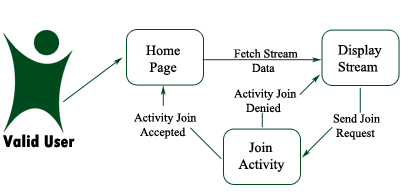 Home
Page
Fetch Stream
Data
Display
Stream
Activity Join
Denied
Activity Join
Accepted
Send Join
Request
Valid User
Join
Activity